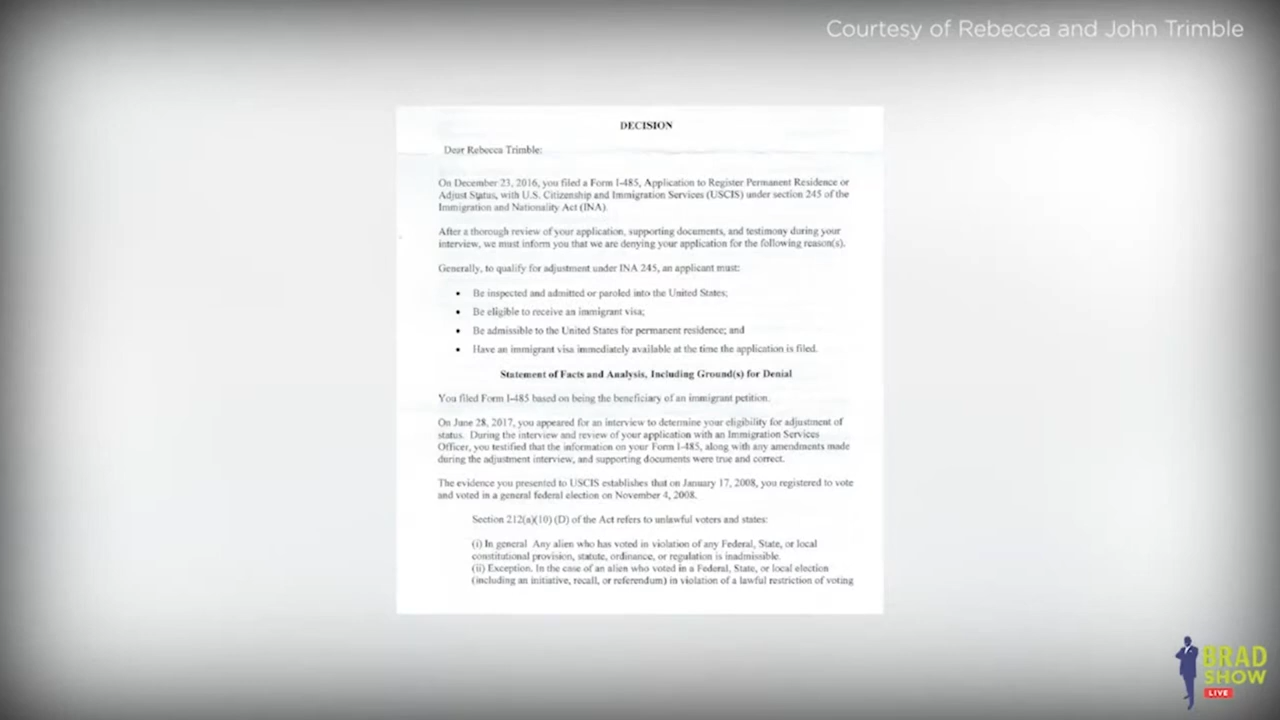 Courtesy of Rebecca and John Trimble
DECISION
Dear Rebecca Trimble:
On December 23, 2016, you filed a Form I-485, Application to Register Permanent Residence or
Adjust Status, with U.S. Citizenship and Immigration Services (USCIS) under section 245 of the
Immigration and Nationality Act (INA).
After a thorough review of your application, supporting documents, and testimony during your
interview, we must inform you that we are denying your application for the following reason(s).
Generally, to qualify for adjustment under INA 245, an applicant must:
• Be inspected and admitted or paroled into the United States;
• Be eligible to receive an immigrant visa;
• Be admissible to the United States for permanent residence; and
• Have an immigrant visa immediately available at the time the application is filed.
Statement of Facts and Analysis, Including Ground(s) for Denial
You filed Form I-485 based on being the beneficiary of an immigrant petition.
On June 28, 2017, you appeared for an interview to determine your eligibility for adjustment of
status. During the interview and review of your application with an Immigration Services
Officer, you testified that the information on your Form I-485, along with any amendments made
during the adjustment interview, and supporting documents were true and correct.
The evidence you presented to USCIS establishes that on January 17, 2008, you registered to vote
and voted in a general federal election on November 4, 2008.
Section 212(a)(10) (D) of the Act refers to unlawful voters and states:
(i) In general Any alien who has voted in violation of any Federal, State, or local
constitutional provision, statute, ordinance, or regulation is inadmissible.
(ii) Exception. In the case of an alien who voted in a Federal, State, or local election
(including an initiative, recall, or referendum) in violation of a lawful restriction of voting
BRAD
SHOW
LIVE